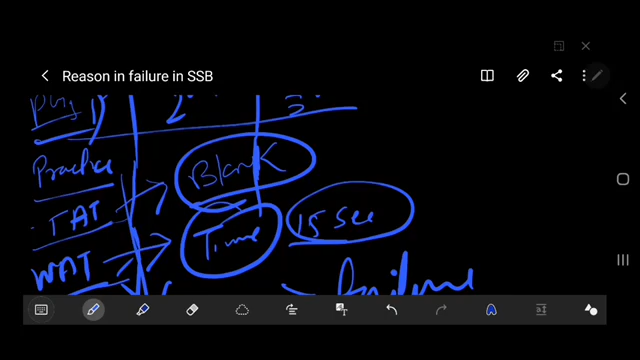 Reason in failure in SSB
Practice
Blank
TAT
Time
15 sec
WAT
failure